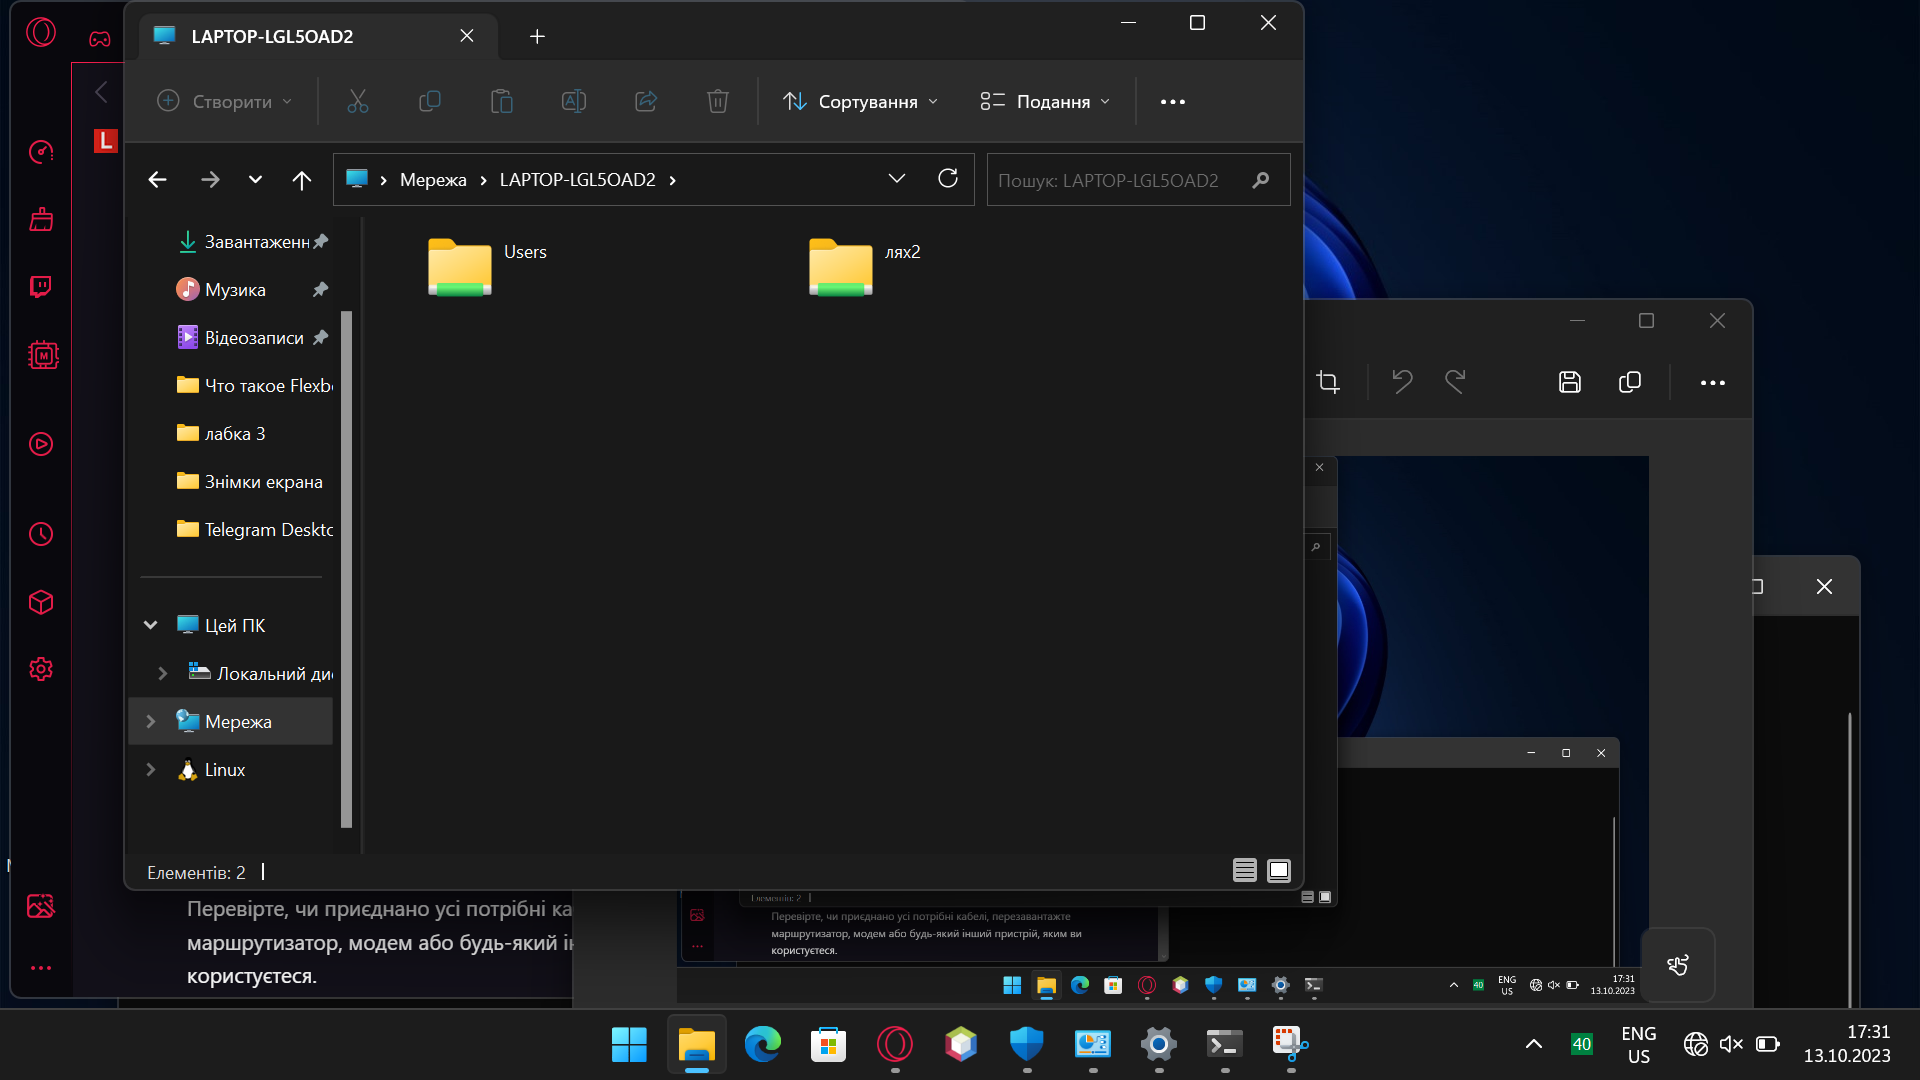 LAPTOP-LGL5OAD2
Створити
Сортування
Подання
Мережа
LAPTOP-LGL5OAD2
Пошук: LAPTOP-LGL5OAD2
Завантаженн
Музика
Відеозаписи
Что такое Flexb
лабка 3
Знімки екрана
Telegram Deskto
Цей ПК
Локальний ди
Мережа
Linux
Users
лях2
Елементів: 2
Перевірте, чи приєднано усі потрібні ка
маршрутизатор, модем або будь-який ін
користуєтеся.
Елементів: 2
Перевірте, чи приєднано усі потрібні кабелі, перезавантажте
маршрутизатор, модем або будь-який інший пристрій, яким ви
користуєтеся.
40
ENG
US
17:31
13.10.2023
40
ENG
US
17:31
13.10.2023